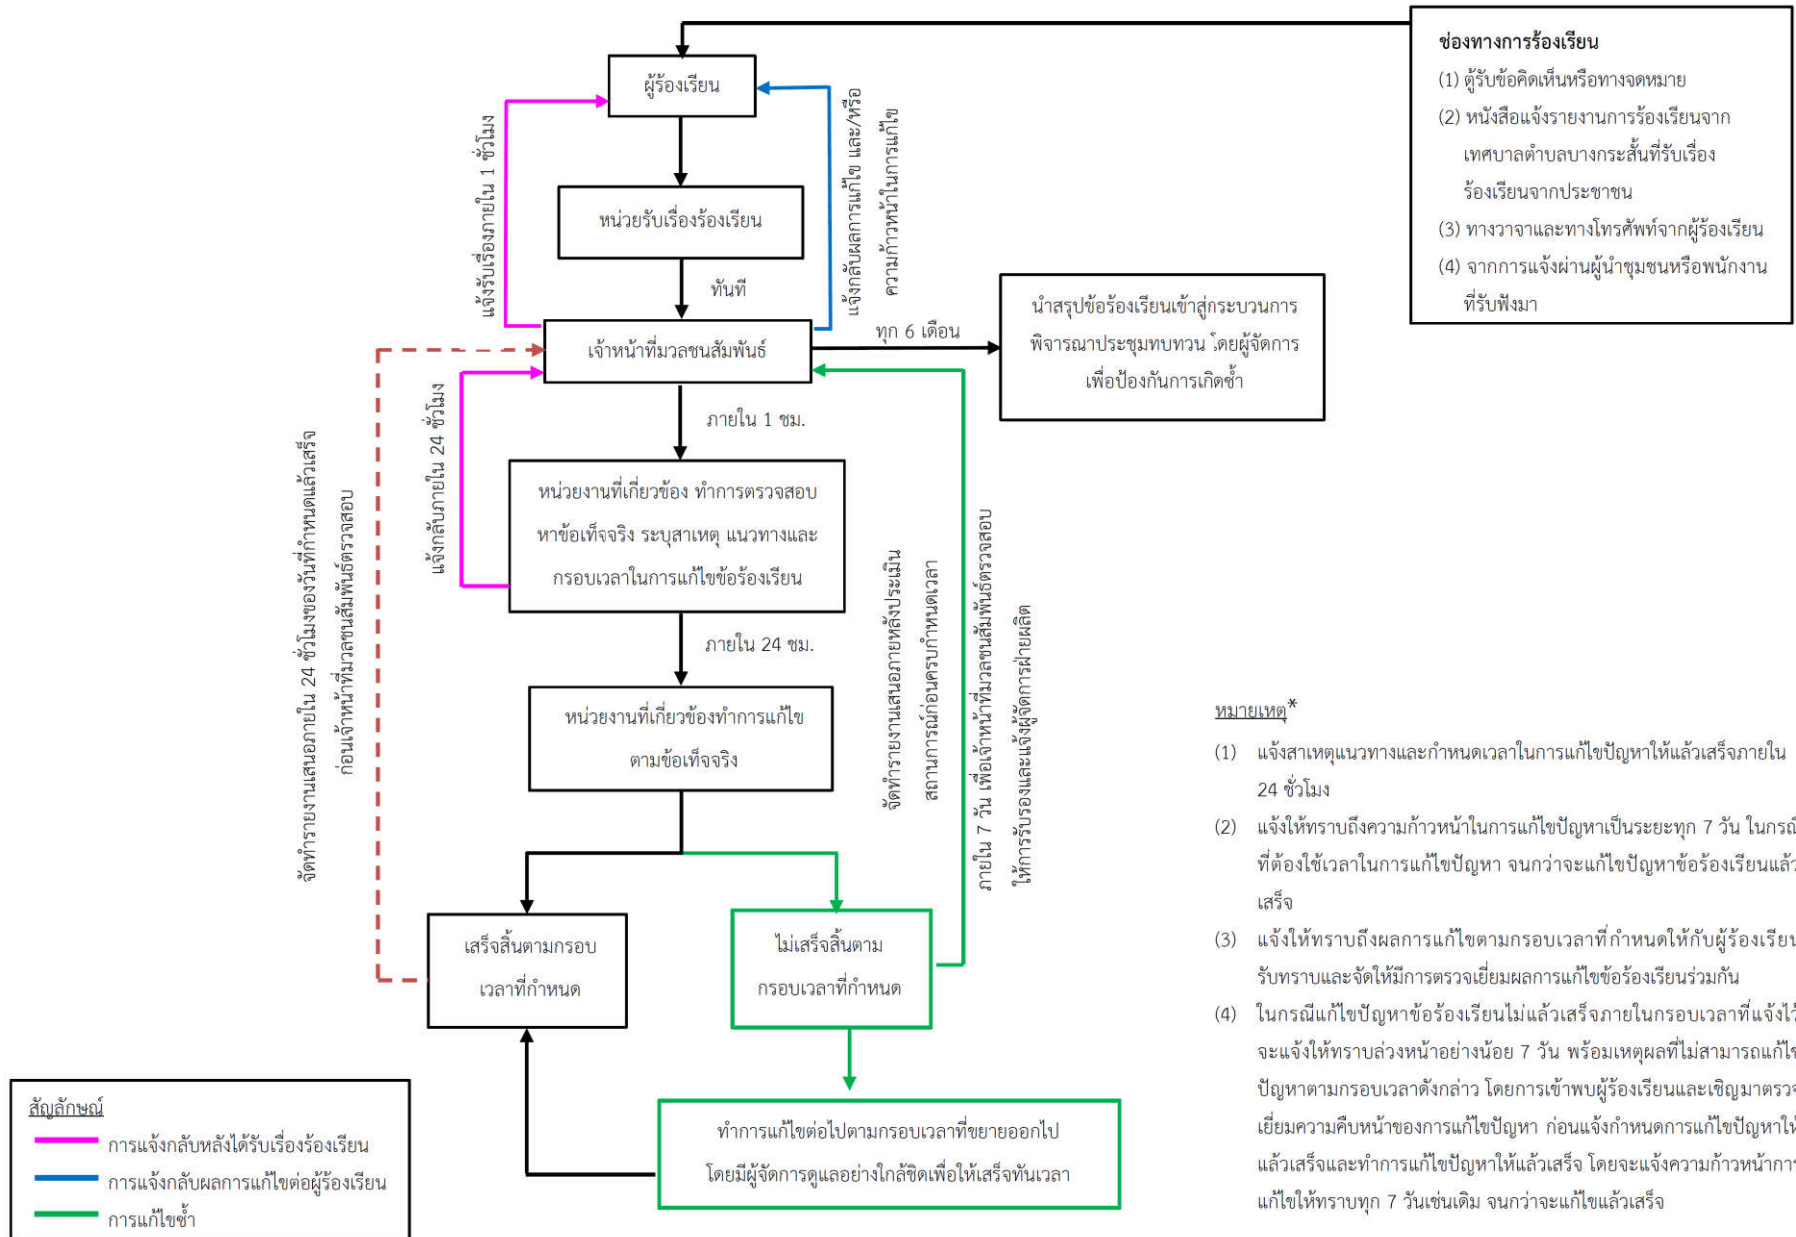 ช่องทางการร้องเรียน
(1) ตู้รับข้อคิดเห็นหรือทางจดหมาย
(2) หนังสือแจ้งรายงานการร้องเรียนจาก
เทศบาลตำบลบางกระสั้นที่รับเรื่อง
ร้องเรียนจากประชาชน
(3) ทางวาจาและทางโทรศัพท์จากผู้ร้องเรียน
(4) จากการแจ้งผ่านผู้นำชุมชนหรือพนักงาน
ที่รับฟังมา
ผู้ร้องเรียน
แจ้งรับเรื่องภายใน 1 ชั่วโมง
แจ้งกลับผลการแก้ไข และ/หรือ
ความก้าวหน้าในการแก้ไข
หน่วยรับเรื่องร้องเรียน
ทันที
เจ้าหน้าที่มวลชนสัมพันธ์
ทุก 6 เดือน
นำสรุปข้อร้องเรียนเข้าสู่กระบวนการ
พิจารณาประชุมทบทวน โดยผู้จัดการ
เพื่อป้องกันการเกิดซ้ำ
ภายใน 1 ชม.
แจ้งกลับภายใน 24 ชั่วโมง
หน่วยงานที่เกี่ยวข้อง ทำการตรวจสอบ
หาข้อเท็จจริง ระบุสาเหตุ แนวทางและ
กรอบเวลาในการแก้ไขข้อร้องเรียน
จัดทำรายงานเสนอภายใน 24 ชั่วโมงของวันที่กำหนดแล้วเสร็จ
ก่อนเจ้าหน้าที่มวลชนสัมพันธ์ตรวจสอบ
ภายใน 24 ชม.
หน่วยงานที่เกี่ยวข้องทำการแก้ไข
ตามข้อเท็จจริง
จัดทำรายงานเสนอภายหลังประเมิน
สถานการณ์ก่อนครบกำหนดเวลา
ภายใน 7 วัน เพื่อเจ้าหน้าที่มวลชนสัมพันธ์ตรวจสอบ
ให้การรับรองและแจ้งผู้จัดการฝ่ายผลิต
เสร็จสิ้นตามกรอบ
เวลาที่กำหนด
ไม่เสร็จสิ้นตาม
กรอบเวลาที่กำหนด
ทำการแก้ไขต่อไปตามกรอบเวลาที่ขยายออกไป
โดยมีผู้จัดการดูแลอย่างใกล้ชิดเพื่อให้เสร็จทันเวลา
หมายเหตุ*
(1) แจ้งสาเหตุแนวทางและกำหนดเวลาในการแก้ไขปัญหาให้แล้วเสร็จภายใน
24 ชั่วโมง
(2) แจ้งให้ทราบถึงความก้าวหน้าในการแก้ไขปัญหาเป็นระยะทุก 7 วัน ในกรณี
ที่ต้องใช้เวลาในการแก้ไขปัญหา จนกว่าจะแก้ไขปัญหาข้อร้องเรียนแล้ว
เสร็จ
(3) แจ้งให้ทราบถึงผลการแก้ไขตามกรอบเวลาที่กำหนดให้กับผู้ร้องเรียน
รับทราบและจัดให้มีการตรวจเยี่ยมผลการแก้ไขข้อร้องเรียนร่วมกัน
(4) ในกรณีแก้ไขปัญหาข้อร้องเรียนไม่แล้วเสร็จภายในกรอบเวลาที่แจ้งไว้
จะแจ้งให้ทราบล่วงหน้าอย่างน้อย 7 วัน พร้อมเหตุผลที่ไม่สามารถแก้ไข
ปัญหาตามกรอบเวลาดังกล่าว โดยการเข้าพบผู้ร้องเรียนและเชิญมาตรวจ
เยี่ยมความคืบหน้าของการแก้ไขปัญหา ก่อนแจ้งกำหนดการแก้ไขปัญหาให้
แล้วเสร็จและทำการแก้ไขปัญหาให้แล้วเสร็จ โดยจะแจ้งความก้าวหน้าการ
แก้ไขให้ทราบทุก 7 วันเช่นเดิม จนกว่าจะแก้ไขแล้วเสร็จ
สัญลักษณ์
การแจ้งกลับหลังได้รับเรื่องร้องเรียน
การแจ้งกลับผลการแก้ไขต่อผู้ร้องเรียน
การแก้ไขซ้ำ